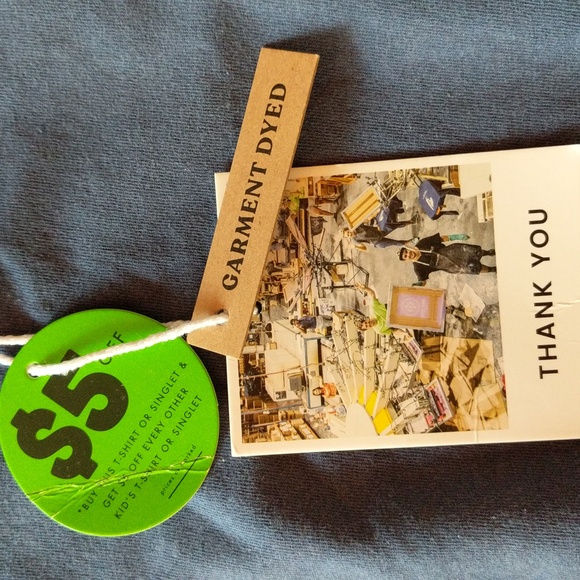 GARMENT DYED
THANK YOU
$5 OFF
*BUY THIS T-SHIRT OR SINGLET &
GET $5 OFF EVERY OTHER
KID'S T-SHIRT OR SINGLET